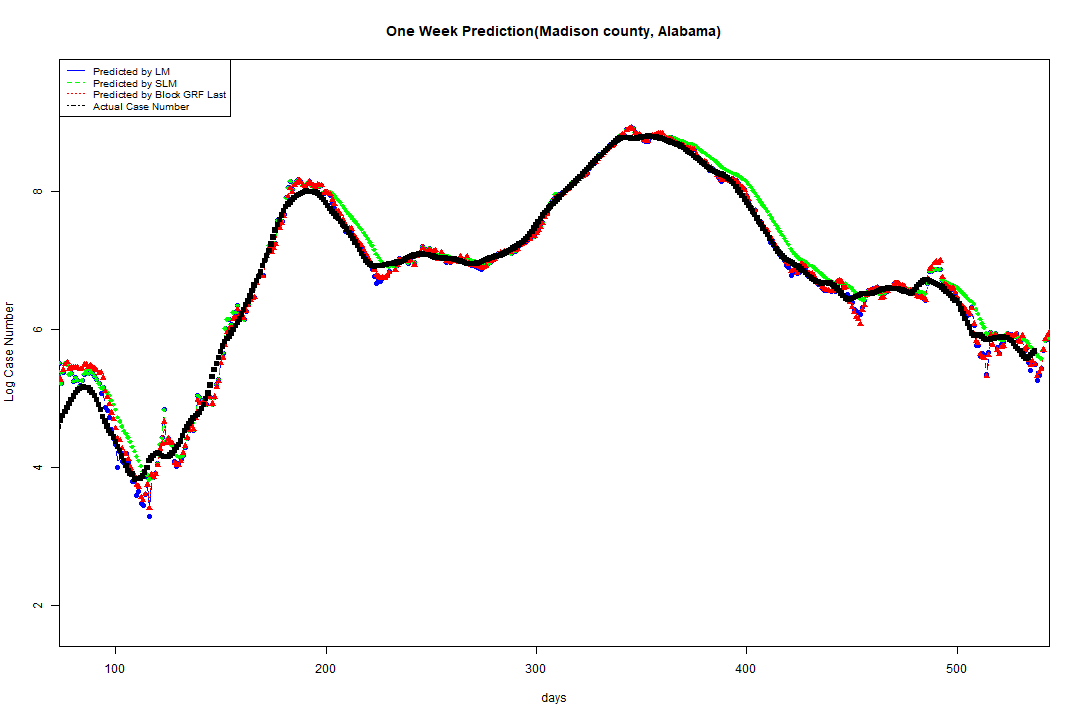 One Week Prediction(Madison county, Alabama)
Predicted by LM
Predicted by SLM
Predicted by Block GRF Last
Actual Case Number
Log Case Number
8
6
4
2
100 200 300 400 500
days